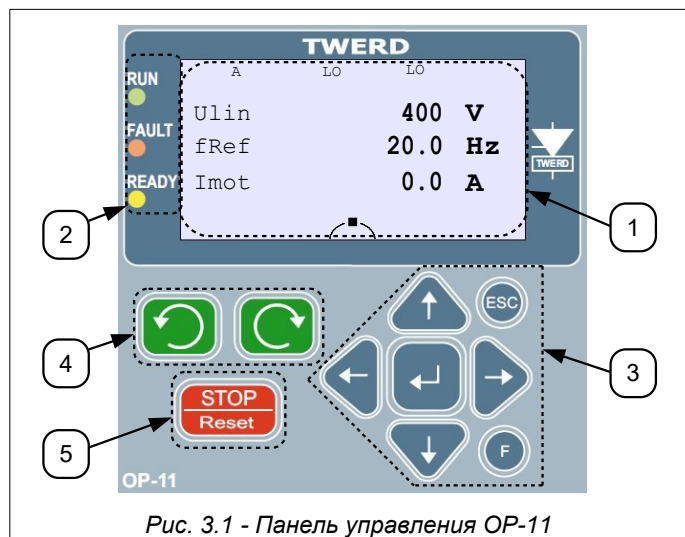 TWERD
RUN
FAULT
READY
A LO LO
Ulin 400 V
fRef 20.0 Hz
Imot 0.0 A
TWERD
1
2
3
4
5
ESC
F
STOP
Reset
OP-11
Рис. 3.1 - Панель управления OP-11